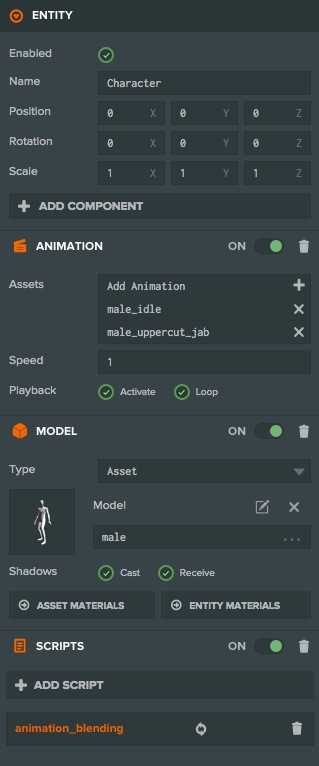 ENTITY
Enabled
Name Character
Position 0 X 0 Y 0 Z
Rotation 0 X 0 Y 0 Z
Scale 1 X 1 Y 1 Z
ADD COMPONENT
ANIMATION ON
Assets Add Animation
male_idle
male_uppercut_jab
Speed 1
Playback Activate Loop
MODEL ON
Type Asset
Model
male ...
Shadows Cast Receive
ASSET MATERIALS ENTITY MATERIALS
SCRIPTS ON
ADD SCRIPT
animation_blending